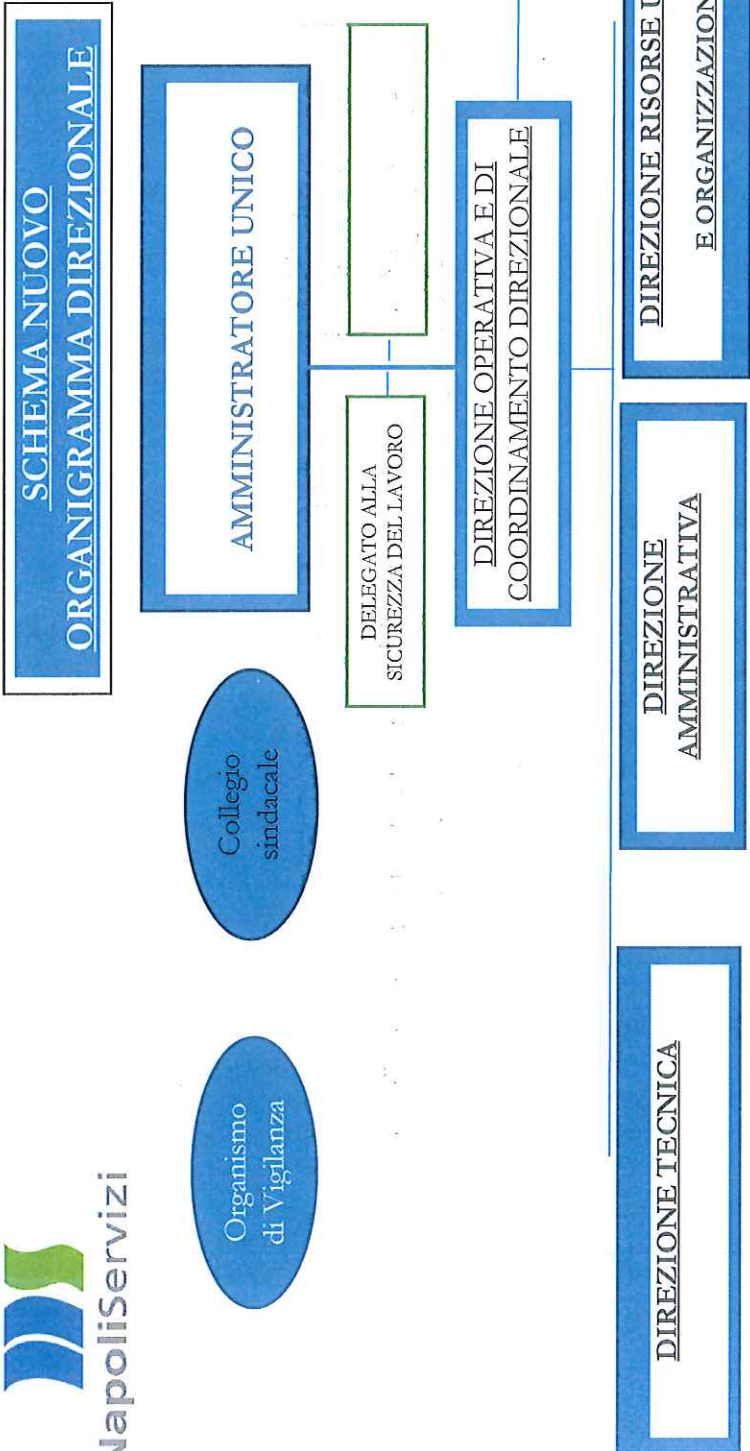 NapoliServizi
SCHEMA NUOVO
ORGANIGRAMMA DIREZIONALE
Organismo
di Vigilanza
Collegio
sindacale
AMMINISTRATORE UNICO
DELEGATO ALLA
SICUREZZA DEL LAVORO
DIREZIONE OPERATIVA E DI
COORDINAMENTO DIREZIONALE
DIREZIONE TECNICA
DIREZIONE
AMMINISTRATIVA
DIREZIONE RISORSE U
E ORGANIZZAZION